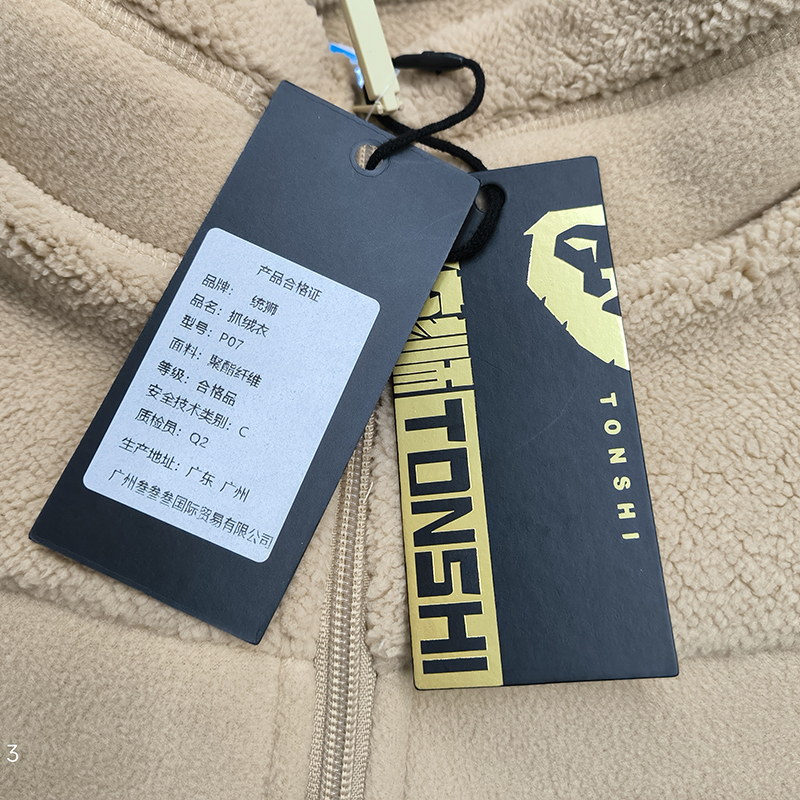 产品合格证
品牌： 统狮
品名：抓绒衣
型号：P07
面料：聚酯纤维
等级：合格品
安全技术类别：C
质检员：Q2
生产地址：广东 广州
广州叁叁叁国际贸易有限公司
TONSHI
TONSHI
3